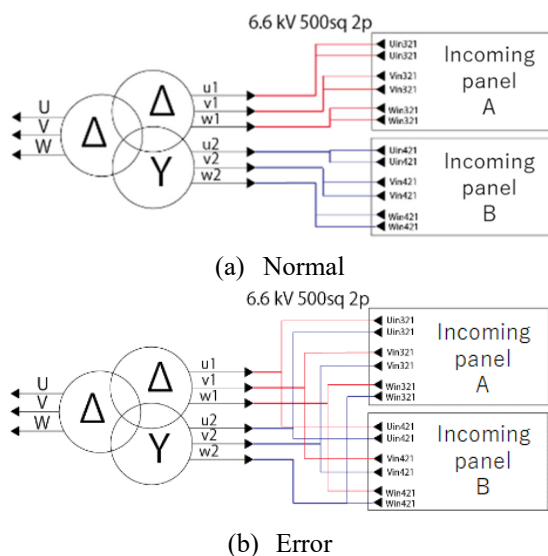 6.6 kV 500sq 2p
U
V
W
Δ
Δ
Y
u1
v1
w1
u2
v2
w2
Uin321
Uin321
Vin321
Vin321
Win321
Win321
Incoming
panel
A
Uin421
Uin421
Vin421
Vin421
Win421
Win421
Incoming
panel
B
(a) Normal
6.6 kV 500sq 2p
U
V
W
Δ
Δ
Y
u1
v1
w1
u2
v2
w2
Uin321
Uin321
Vin321
Vin321
Win321
Win321
Incoming
panel
A
Uin421
Uin421
Vin421
Vin421
Win421
Win421
Incoming
panel
B
(b) Error